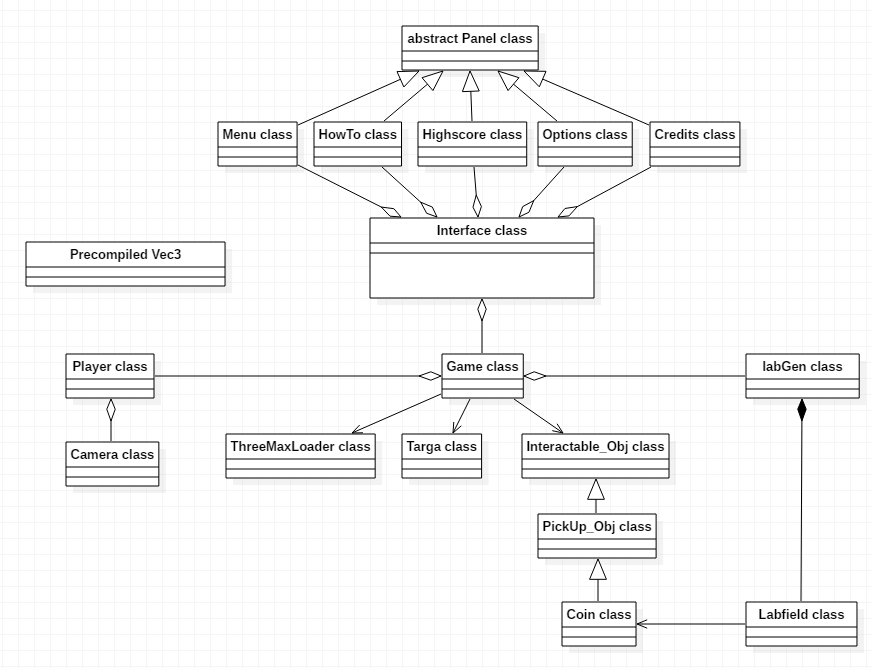 abstract Panel class
Menu class
HowTo class
Highscore class
Options class
Credits class
Interface class
Precompiled Vec3
Player class
Game class
labGen class
Camera class
ThreeMaxLoader class
Targa class
Interactable_Obj class
PickUp_Obj class
Coin class
Labfield class